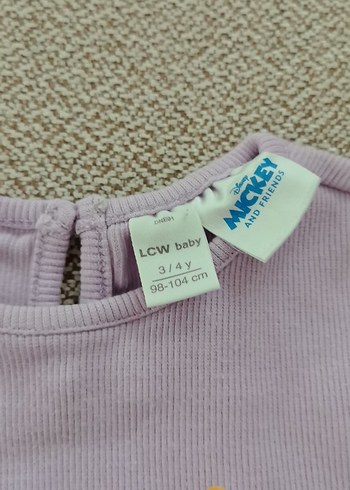 LCW baby
3 / 4 y
98-104 cm
Disney
MICKEY
AND FRIENDS